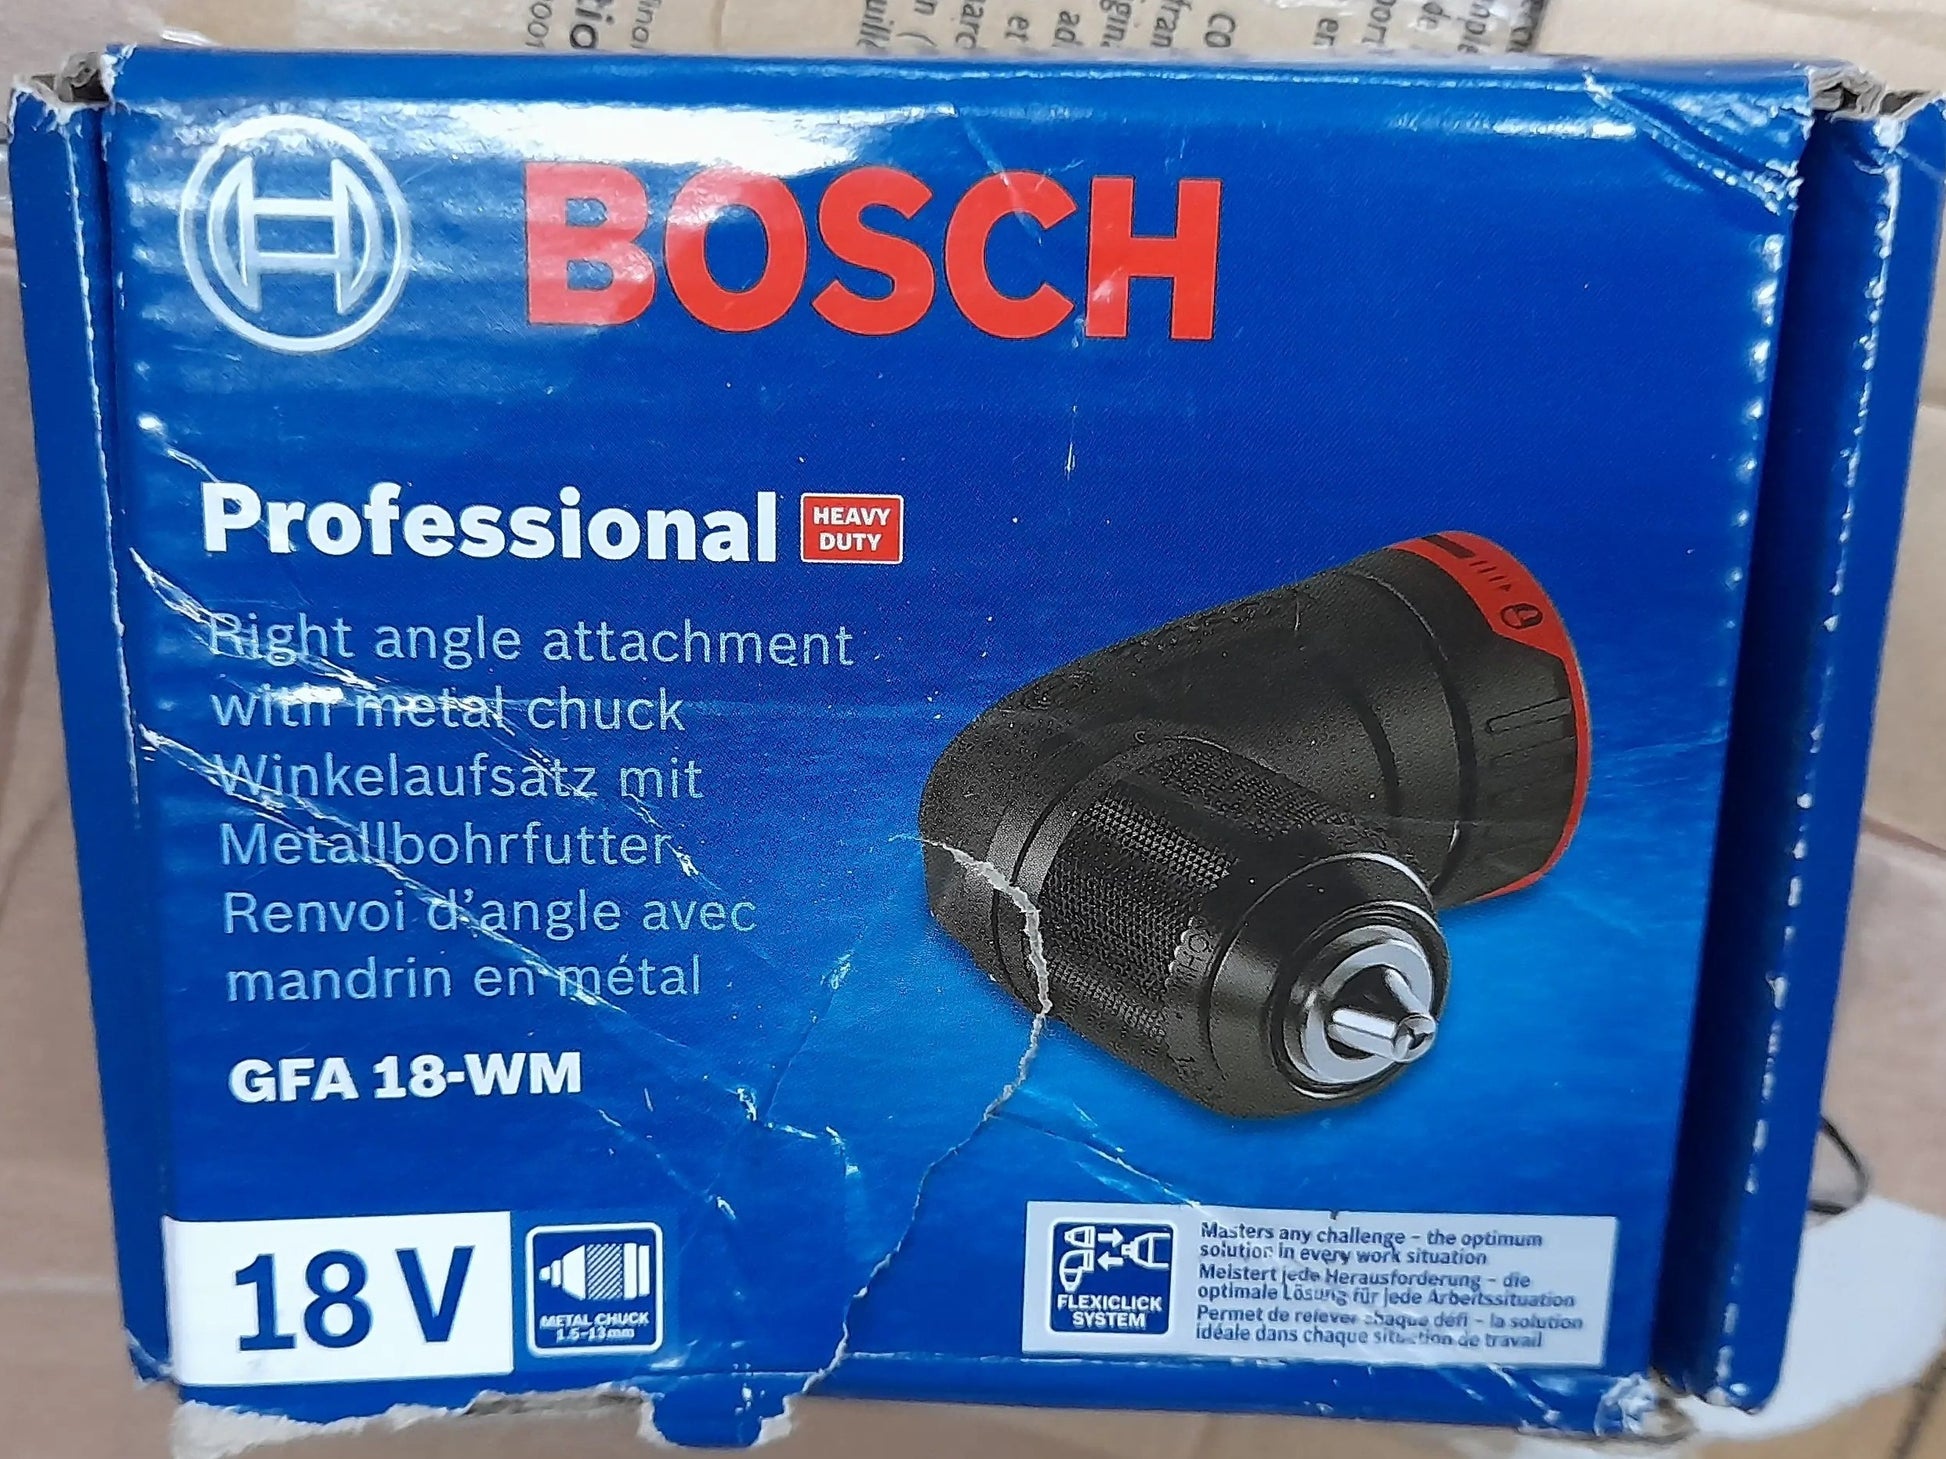 BOSCH
Professional HEAVY DUTY
Right angle attachment
with metal chuck
Winkelaufsatz mit
Metallbohrfutter
Renvoi d'angle avec
mandrin en métal
GFA 18-WM
18 V
METAL CHUCK
1.5-13mm
FLEXICLICK
SYSTEM
Masters any challenge – the optimum
solution in every work situation
Meistert jede Herausforderung – die
optimale Lösung für jede Arbeitssituation
Permet de relever chaque défi – la solution
idéale dans chaque situation de travail